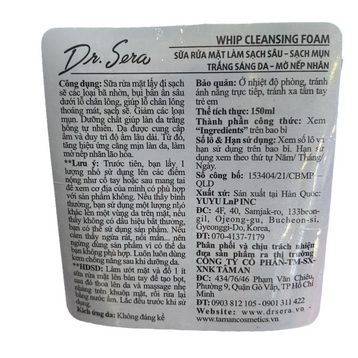 Dr. Sera
WHIP CLEANSING FOAM
SỮA RỬA MẶT LÀM SẠCH SÂU – SẠCH MỤN
TRẮNG SÁNG DA – MỜ NẾP NHĂN
Công dụng: Sữa rửa mặt lấy đi sạch
sẽ các loại bã nhờn, bụi bẩn ẩn sâu
dưới lỗ chân lông, giúp lỗ chân lông
thoáng mát, sạch sẽ. Giảm các loại
mụn. Dưỡng chất giúp làn da trắng
hồng tự nhiên. Da được cung cấp
ẩm và duy trì độ ẩm lâu dài. Từ đó,
tăng hiệu ứng căng mịn làn da, làm
mờ nếp nhăn lão hóa.
**Lưu ý: Trước tiên, bạn lấy 1
lượng nhỏ sử dụng lên các điểm
nóng như cổ tay hoặc sau mang tai
để xem cơ địa của mình có phù hợp
với sản phẩm không. Nếu thấy bình
thường, bạn sử dụng một lượng nhỏ
khác lên một vùng da trên mặt, nếu
thấy không có dấu hiệu bất thường,
bạn có thể sử dụng sản phẩm. Nếu
cảm thấy ngứa rát, nổi mẩn.. nên
ngừng dùng sản phẩm vì có thể da
bạn không phù hợp. Luôn luôn dùng
kem chống nắng sau khi dưỡng da.
**HDSD: Làm ướt mặt và đổ 1 ít
sữa rửa mặt lên bàn tay để tạo bọt,
sau đó thoa lên da và massage nhẹ
nhàng trên khuôn mặt, rồi rửa lại
bằng nước ấm. Lắc đều trước khi sử
dụng.
Kích ứng da: Không đáng kể
Bảo quản: Ở nhiệt độ phòng, tránh
ánh nắng trực tiếp, tránh xa tầm tay
trẻ em
Thể tích thực: 150ml
Thành phần công thức: Xem
"Ingredients" trên bao bì
Số lô & Hạn sử dụng: Xem số lô và
hạn sử dụng trên bao bì. Hạn sử
dụng xem theo thứ tự Năm/ Tháng/
Ngày.
Số công bố: 153404/21/CBMP-
QLD
Xuất xứ: Sản xuất tại Hàn Quốc:
YUYU LnP INC
ĐC: 4F, 40, Samjak-ro, 133beon-
gil, Ojeong-gu, Bucheon-si,
Gyeonggi-Do, Korea,
ĐT: 070-4137-7179
Phân phối và chịu trách nhiệm
đưa sản phẩm ra thị trường
CÔNG TY CỔ PHẦN-TM-SX-
XNK TÂM AN
ĐC: 434/76/46 Phạm Văn Chiêu,
Phường 9, Quận Gò Vấp, TP Hồ Chí
Minh
ĐT: 0903 812 105 - 0901 311 422
Website: www.drsera.vn
www.tamancosmetics.vn